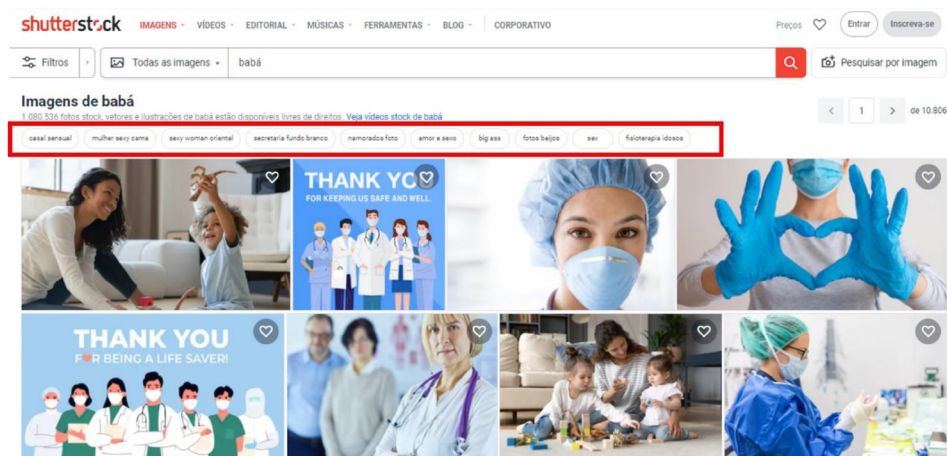 shutterstock IMAGENS VÍDEOS EDITORIAL MÚSICAS FERRAMENTAS BLOG CORPORATIVO Preços Entrar Inscreva-se
Filtros Todas as imagens babá Pesquisar por imagem
Imagens de babá
1.080.536 fotos stock, vetores e ilustrações de babá estão disponíveis livres de direitos. Veja vídeos stock de babá
1 de 10.806
casal sensual mulher sexy cama sexy woman oriental secretaria fundo branco namorados foto amor e sexo big ass fotos beijos sex fisioterapia idosos
THANK YO
FOR KEEPING US SAFE AND WELL.
THANK YOU
FOR BEING A LIFE SAVER!